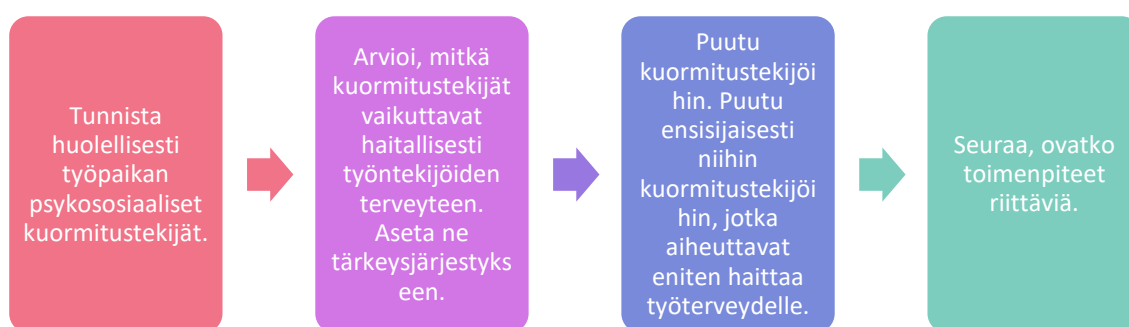 Tunnista
huolellisesti
työpaikan
psykososiaaliset
kuormitustekijät.
Arvioi, mitkä
kuormitustekijät
vaikuttavat
haitallisesti
työntekijöiden
terveyteen.
Aseta ne
tärkeysjärjestyks
een.
Puutu
kuormitustekijöi
hin. Puutu
ensisijaisesti
niihin
kuormitustekijöi
hin, jotka
aiheuttavat
eniten haittaa
työterveydelle.
Seuraa, ovatko
toimenpiteet
riittäviä.